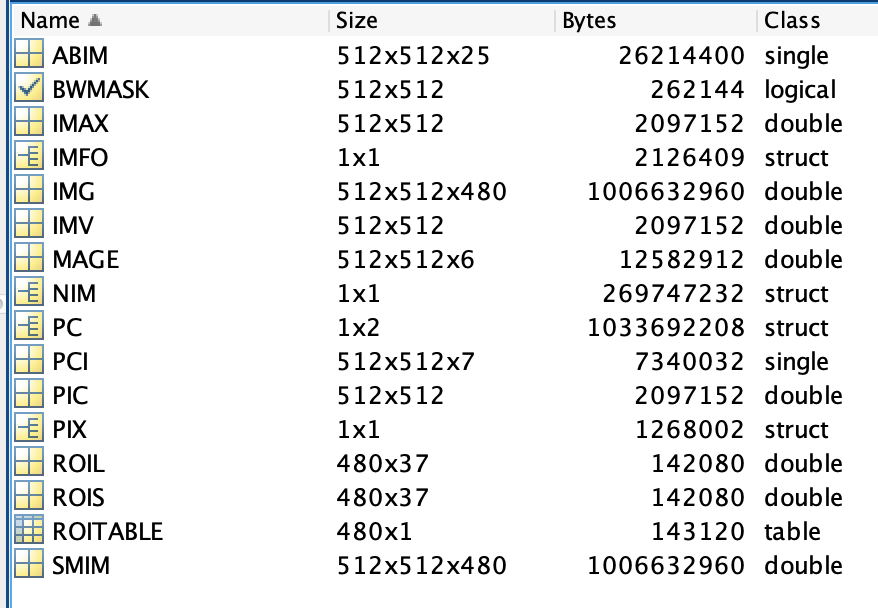 Name Size Bytes Class
ABIM 512x512x25 26214400 single
BWMASK 512x512 262144 logical
IMAX 512x512 2097152 double
IMFO 1x1 2126409 struct
IMG 512x512x480 1006632960 double
IMV 512x512 2097152 double
MAGE 512x512x6 12582912 double
NIM 1x1 269747232 struct
PC 1x2 1033692208 struct
PCI 512x512x7 7340032 single
PIC 512x512 2097152 double
PIX 1x1 1268002 struct
ROIL 480x37 142080 double
ROIS 480x37 142080 double
ROITABLE 480x1 143120 table
SMIM 512x512x480 1006632960 double